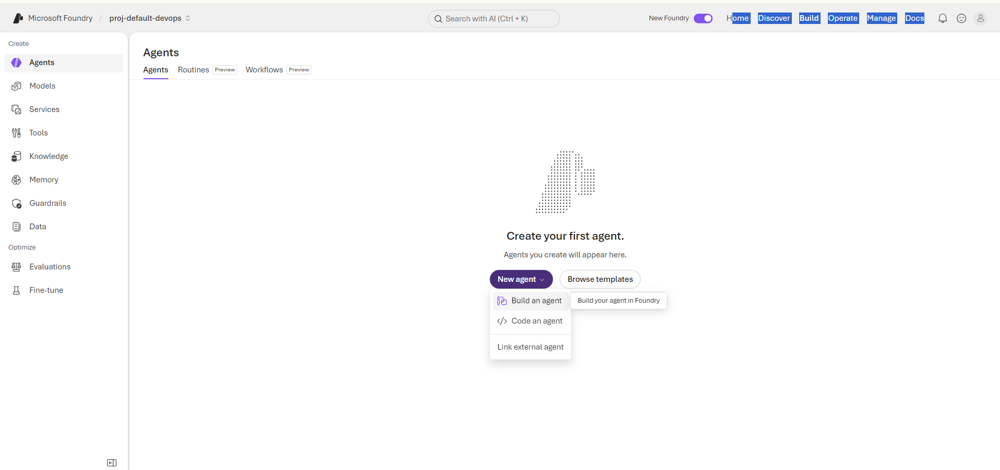 Microsoft Foundry / proj-default-devops
Search with AI (Ctrl + K)
New Foundry
Home Discover Build Operate Manage Docs
Create
Agents
Models
Services
Tools
Knowledge
Memory
Guardrails
Data
Optimize
Evaluations
Fine-tune
Agents
Agents Routines Preview Workflows Preview
Create your first agent.
Agents you create will appear here.
New agent Browse templates
Build an agent Build your agent in Foundry
Code an agent
Link external agent